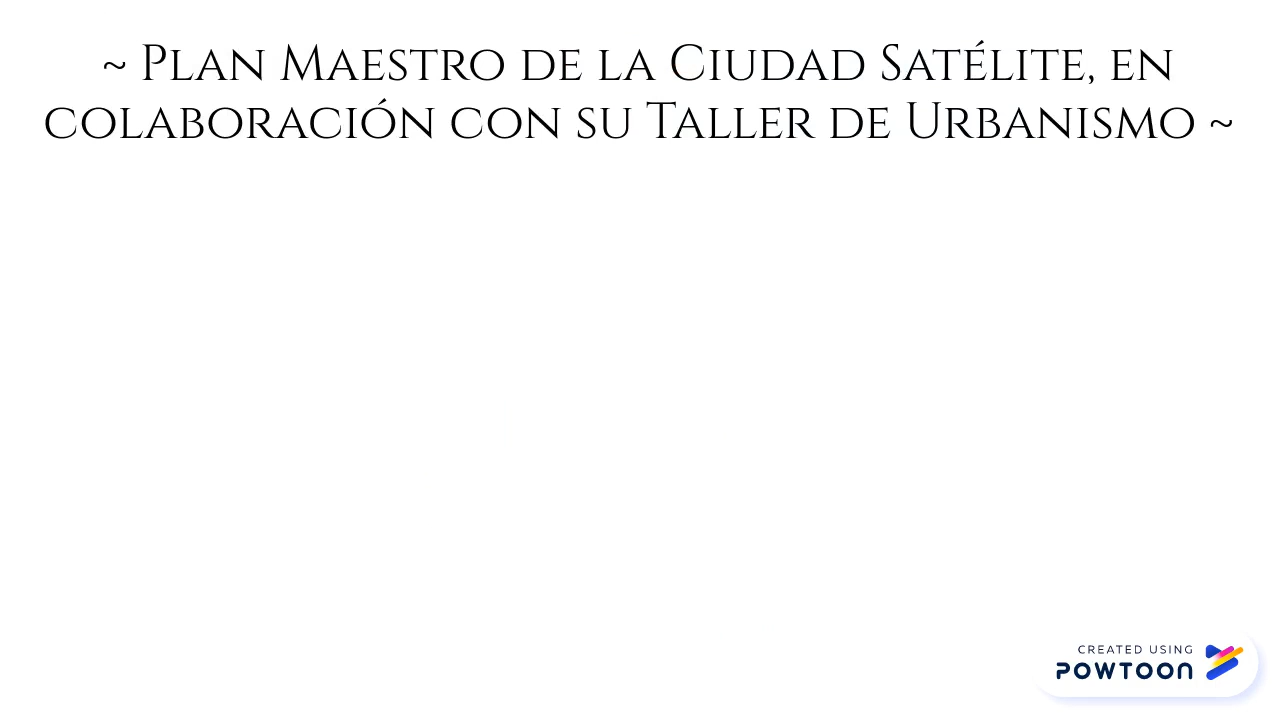 ~ Plan Maestro de la Ciudad Satélite, en
colaboración con su Taller de Urbanismo ~
CREATED USING
POWTOON